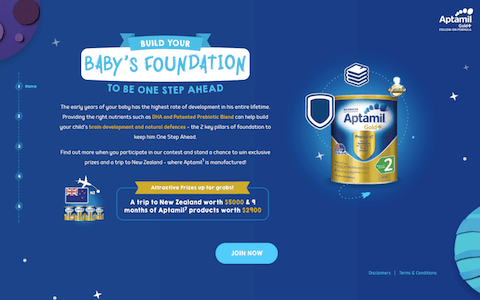 Aptamil
Gold+
FOLLOW-ON FORMULA
BUILD YOUR
BABY'S FOUNDATION
TO BE ONE STEP AHEAD
Home
The early years of your baby has the highest rate of development in his entire lifetime.
Providing the right nutrients such as DHA and Patented Prebiotic Blend can help build
your child's brain development and natural defences - the 2 key pillars of foundation to
keep him One Step Ahead.
Find out more when you participate in our contest and stand a chance to win exclusive
prizes and a trip to New Zealand - where Aptamil¹ is manufactured!
Attractive Prizes up for grabs!
A trip to New Zealand worth $5000 & 9
months of Aptamil² products worth $2900
NZ
Aptamil
Gold+
2
JOIN NOW
Disclaimers | Terms & Conditions